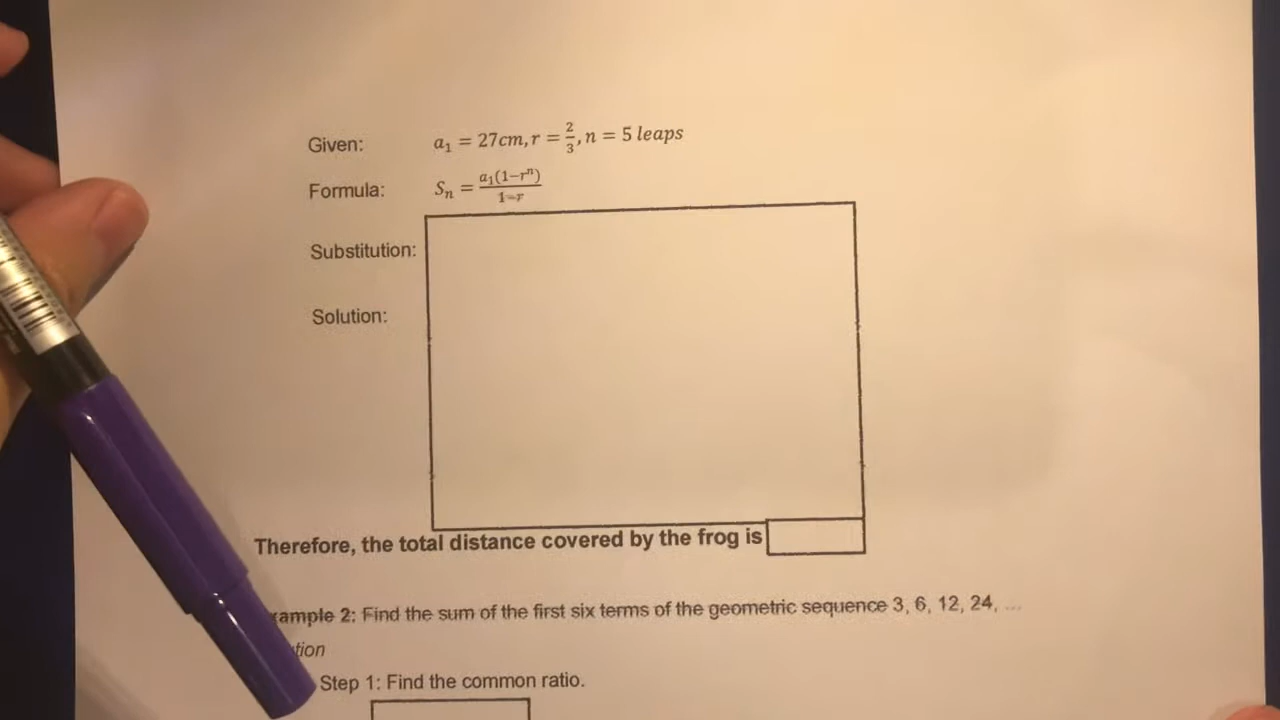 Given: a₁ = 27cm, r = 2/3, n = 5 leaps
Formula: Sₙ = a₁(1−rⁿ)/1−r
Substitution:
Solution:
Therefore, the total distance covered by the frog is
ample 2: Find the sum of the first six terms of the geometric sequence 3, 6, 12, 24, ...
tion
Step 1: Find the common ratio.